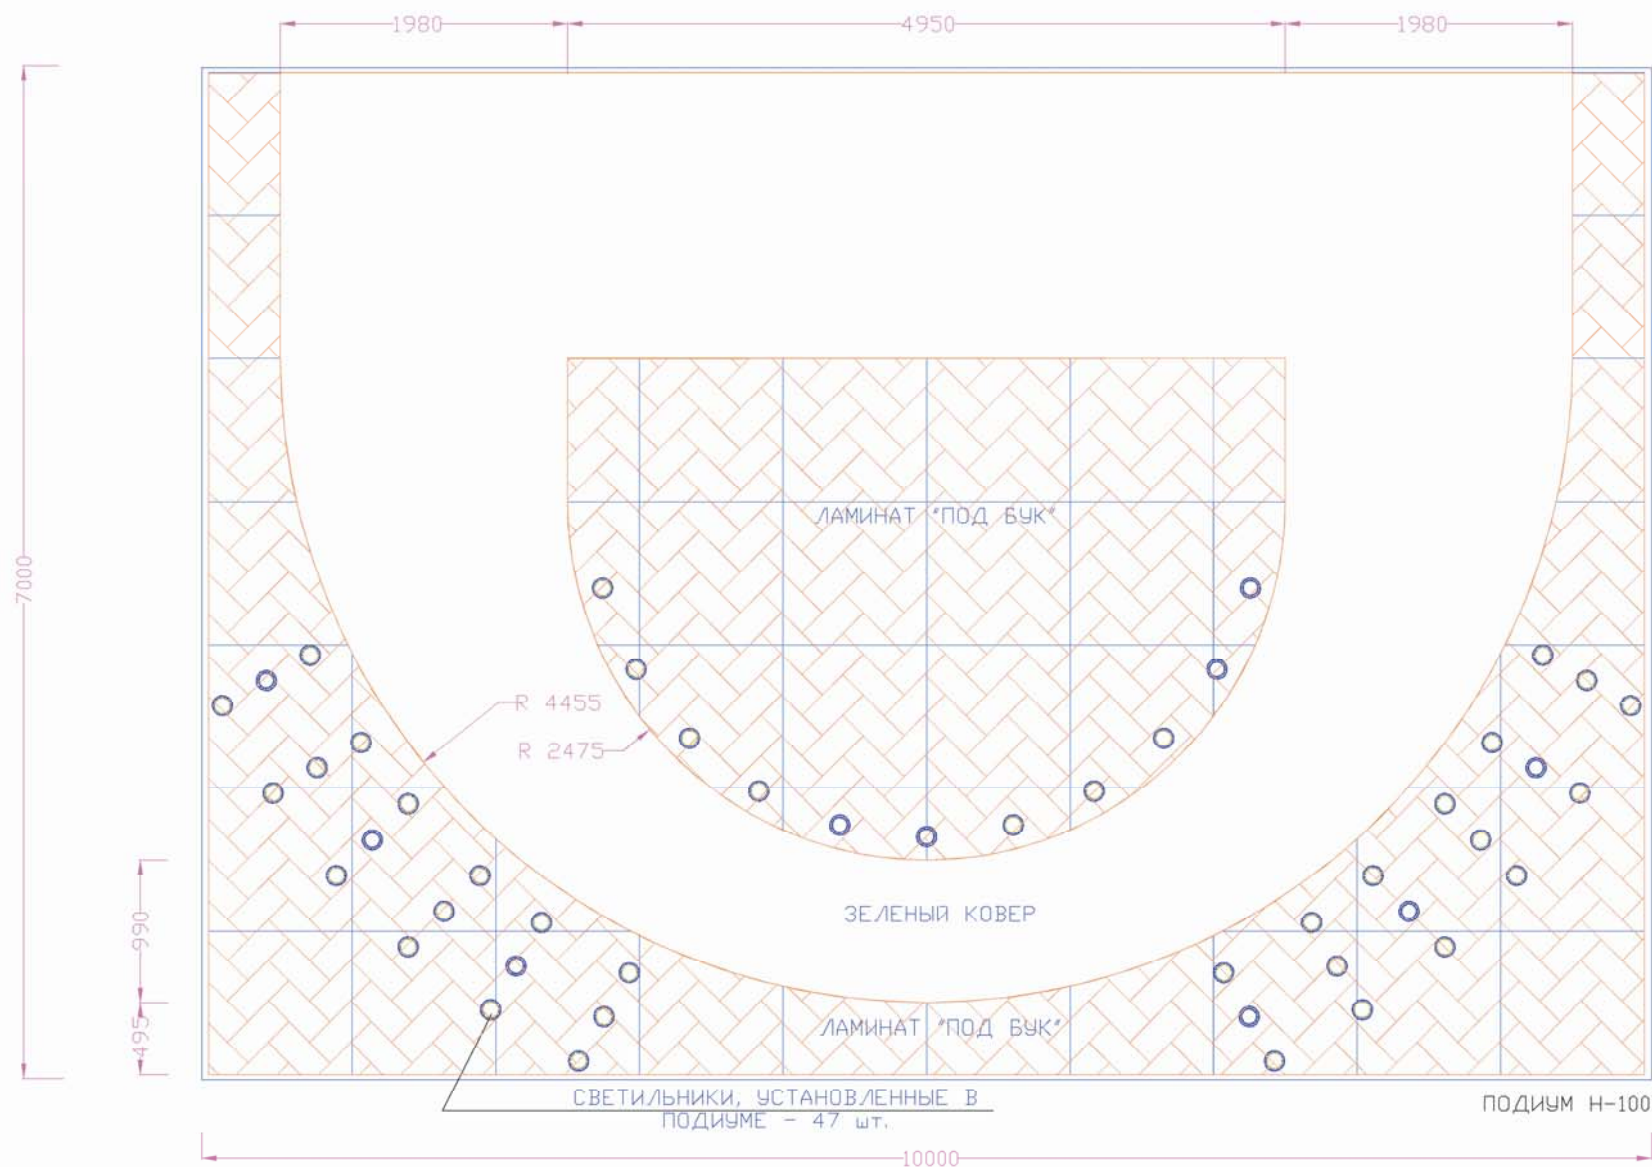 1980
4950
1980
7000
ЛАМИНАТ "ПОД БУК"
R 4455
R 2475
990
ЗЕЛЕНЫЙ КОВЕР
495
ЛАМИНАТ "ПОД БУК"
СВЕТИЛЬНИКИ, УСТАНОВЛЕННЫЕ В
ПОДИУМЕ - 47 шт.
ПОДИУМ Н-100
10000